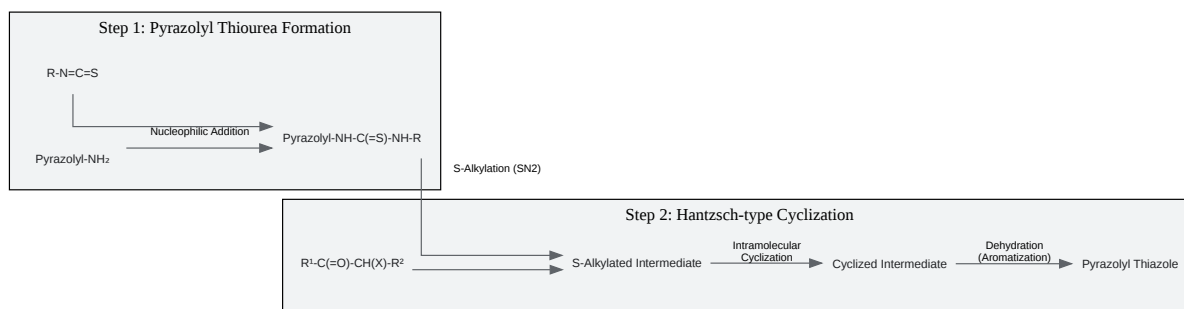 Step 1: Pyrazolyl Thiourea Formation
R-N=C=S
Nucleophilic Addition
Pyrazolyl-NH-C(=S)-NH-R
Pyrazolyl-NH₂
S-Alkylation (SN2)
Step 2: Hantzsch-type Cyclization
R¹-C(=O)-CH(X)-R²
S-Alkylated Intermediate
Intramolecular
Cyclization
Cyclized Intermediate
Dehydration
(Aromatization)
Pyrazolyl Thiazole